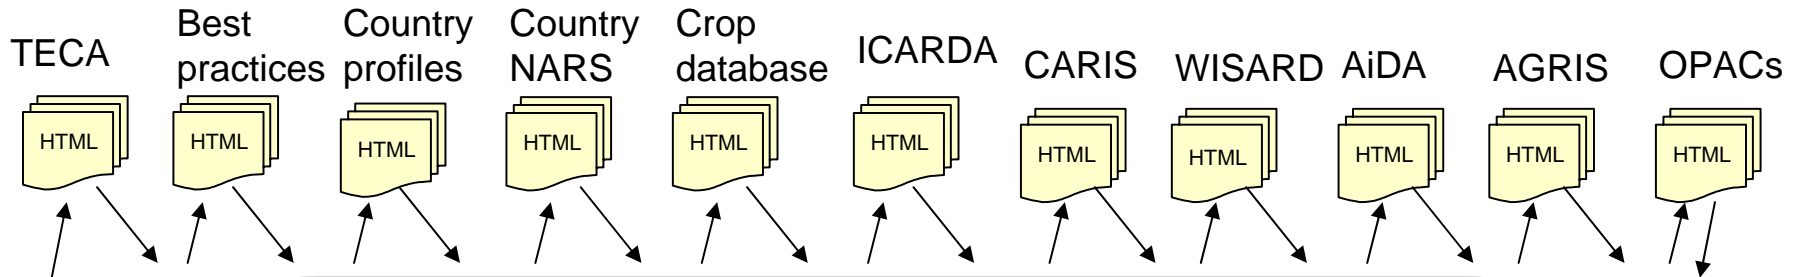 TECA
Best
practices
Country
profiles
Country
NARS
Crop
database
ICARDA
CARIS
WISARD
AiDA
AGRIS
OPACs
HTML
HTML
HTML
HTML
HTML
HTML
HTML
HTML
HTML
HTML
HTML